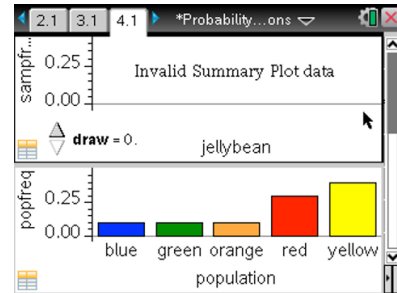 2.1 3.1 4.1 *Probability...ons
sampfr...
0.25
0.00
Invalid Summary Plot data
draw = 0.
jellybean
popfreq
0.25
0.00
blue green orange red yellow
population